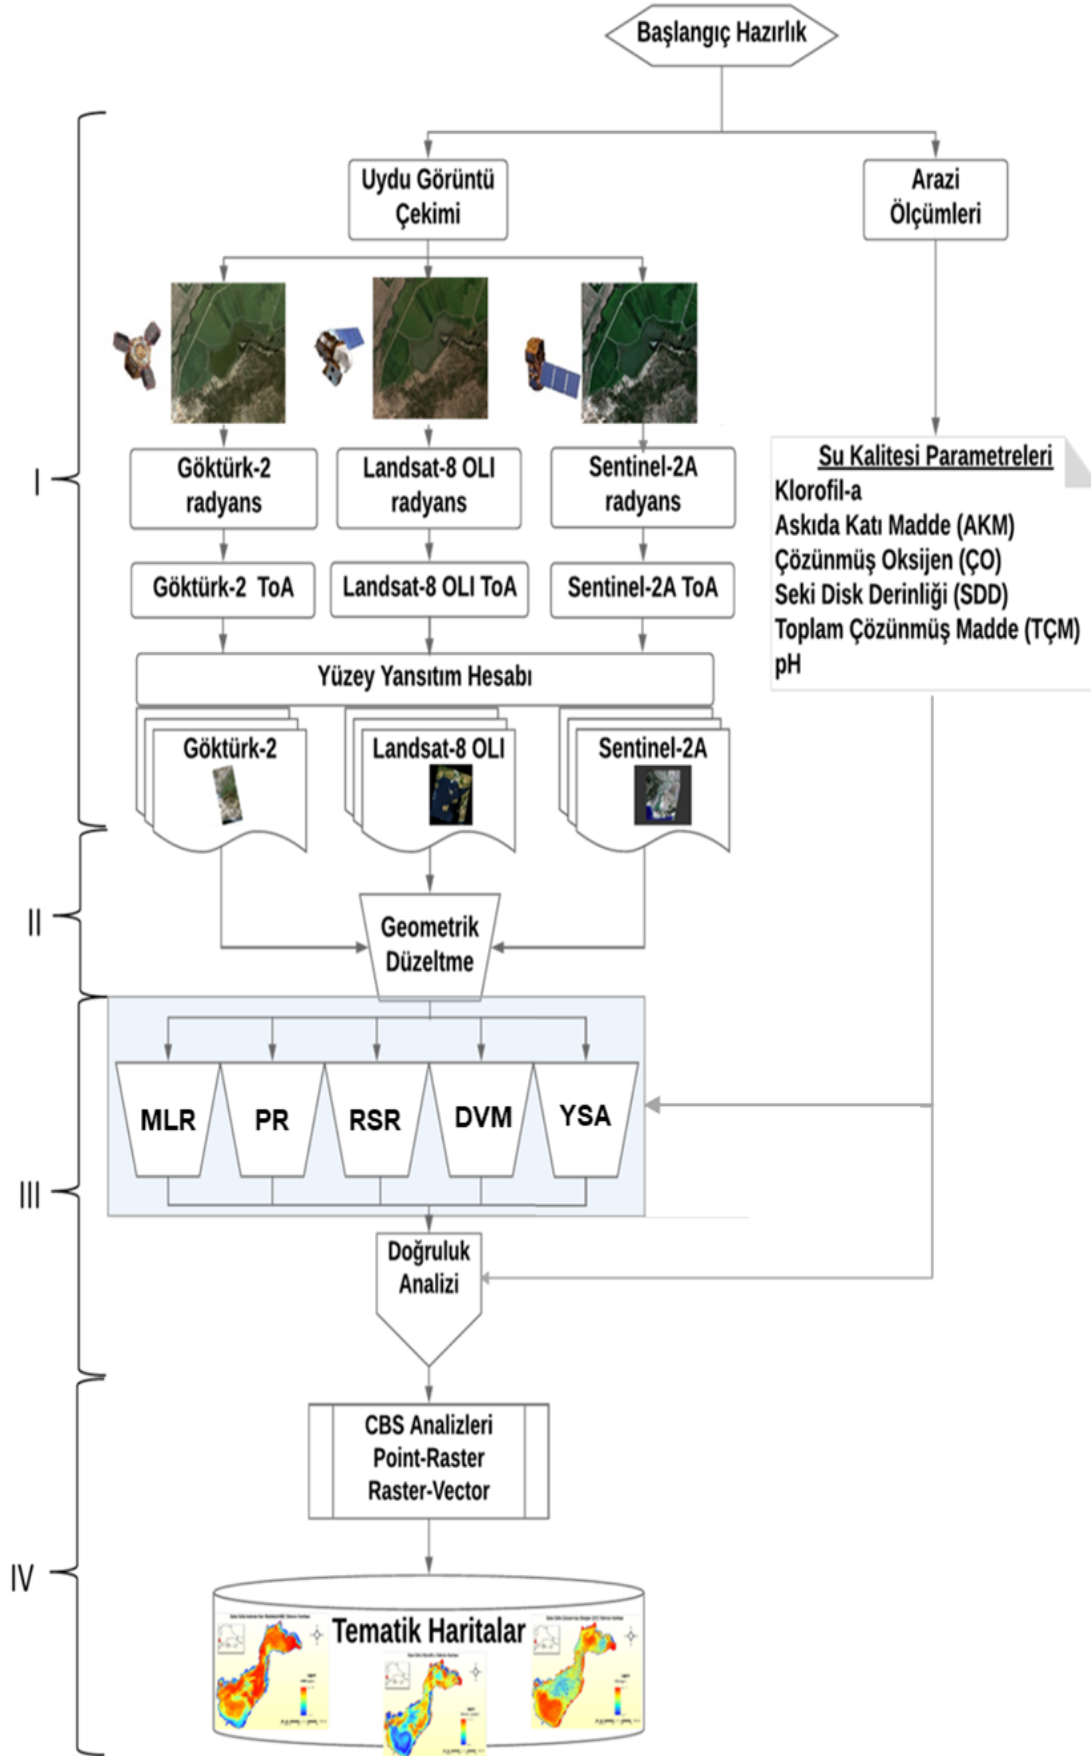 Başlangıç Hazırlık
Uydu Görüntü
Çekimi
Arazi
Ölçümleri
I
Göktürk-2
radyans
Landsat-8 OLI
radyans
Sentinel-2A
radyans
Su Kalitesi Parametreleri
Klorofil-a
Askıda Katı Madde (AKM)
Çözünmüş Oksijen (ÇO)
Seki Disk Derinliği (SDD)
Toplam Çözünmüş Madde (TÇM)
pH
Göktürk-2 ToA
Landsat-8 OLI ToA
Sentinel-2A ToA
Yüzey Yansıtım Hesabı
Göktürk-2
Landsat-8 OLI
Sentinel-2A
II
Geometrik
Düzeltme
III
MLR
PR
RSR
DVM
YSA
Doğruluk
Analizi
CBS Analizleri
Point-Raster
Raster-Vector
IV
Tematik Haritalar